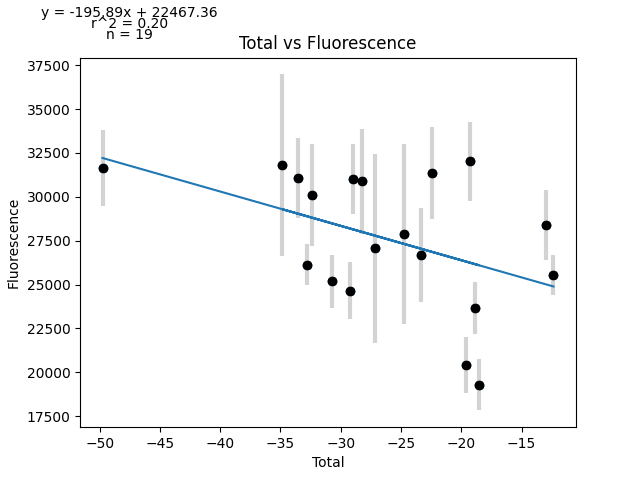 y = -195.89x + 22467.36
r^2 = 0.20
n = 19
Total vs Fluorescence
37500
35000
32500
30000
27500
25000
22500
20000
17500
Fluorescence
−50
−45
−40
−35
−30
−25
−20
−15
Total